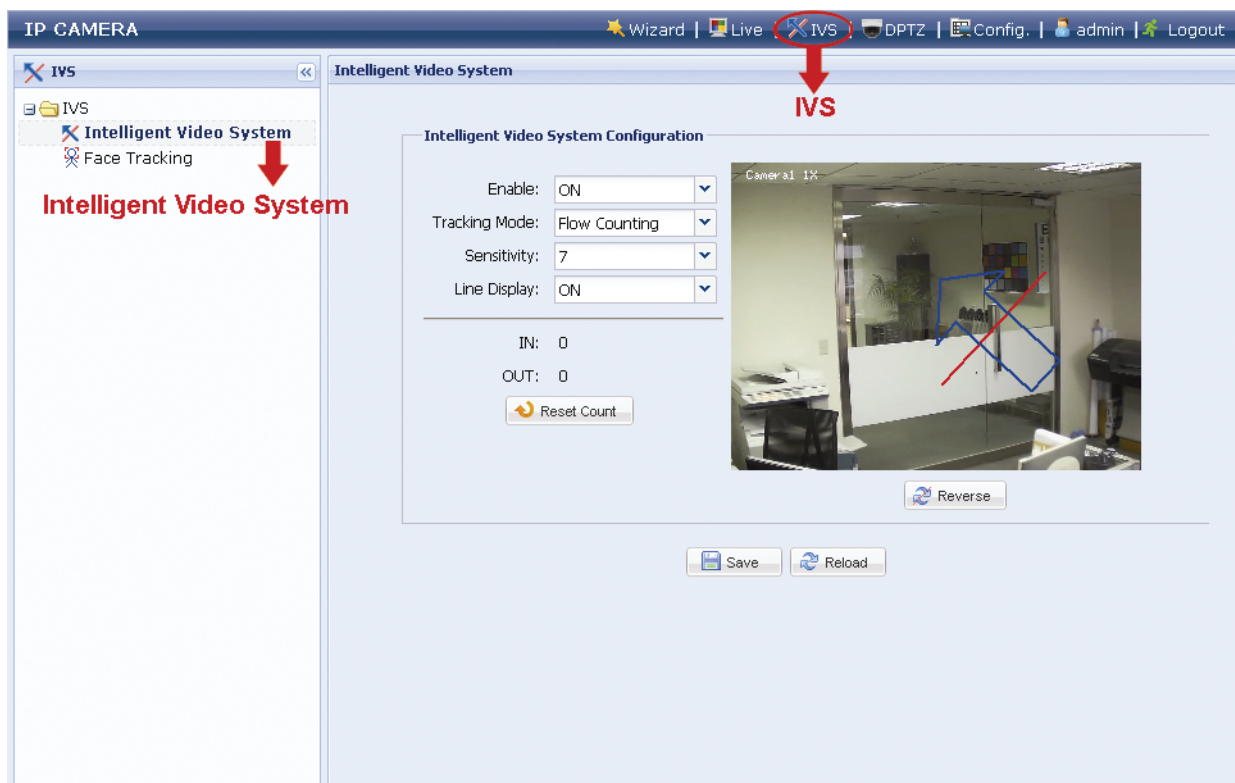 IP CAMERA
Wizard | Live | IVS | DPTZ | Config. | admin | Logout
IVS
Intelligent Video System
IVS
IVS
Intelligent Video System
Face Tracking
Intelligent Video System
Intelligent Video System Configuration
Enable: ON
Tracking Mode: Flow Counting
Sensitivity: 7
Line Display: ON
IN: 0
OUT: 0
Reset Count
Camera1 1X
Reverse
Save
Reload